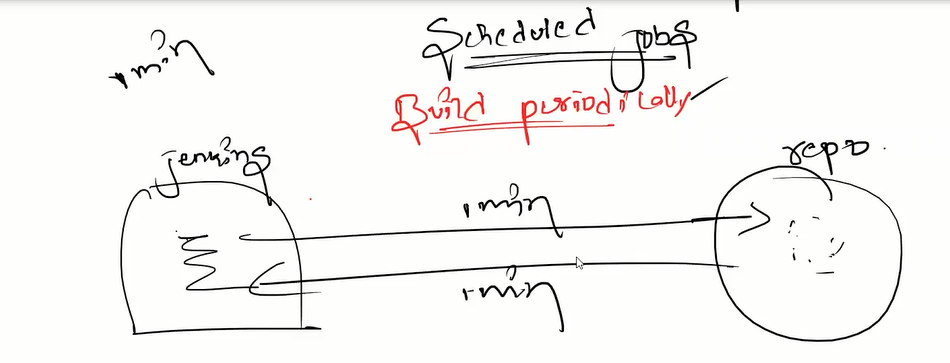 Scheduled Jobs
1 min
Build periodically
Jenkins
repo.
1 min
1 min